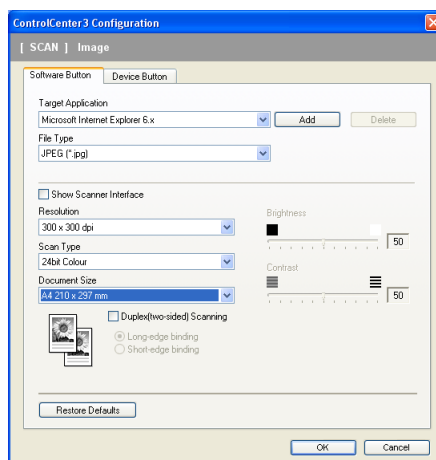 ControlCenter3 Configuration
[ SCAN ] Image
Software Button Device Button
Target Application
Microsoft Internet Explorer 6.x Add Delete
File Type
JPEG (*.jpg)
Show Scanner Interface
Resolution Brightness
300 x 300 dpi 50
Scan Type
24bit Colour Contrast
Document Size
A4 210 x 297 mm 50
Duplex(two-sided) Scanning
Long-edge binding
Short-edge binding
Restore Defaults
OK Cancel